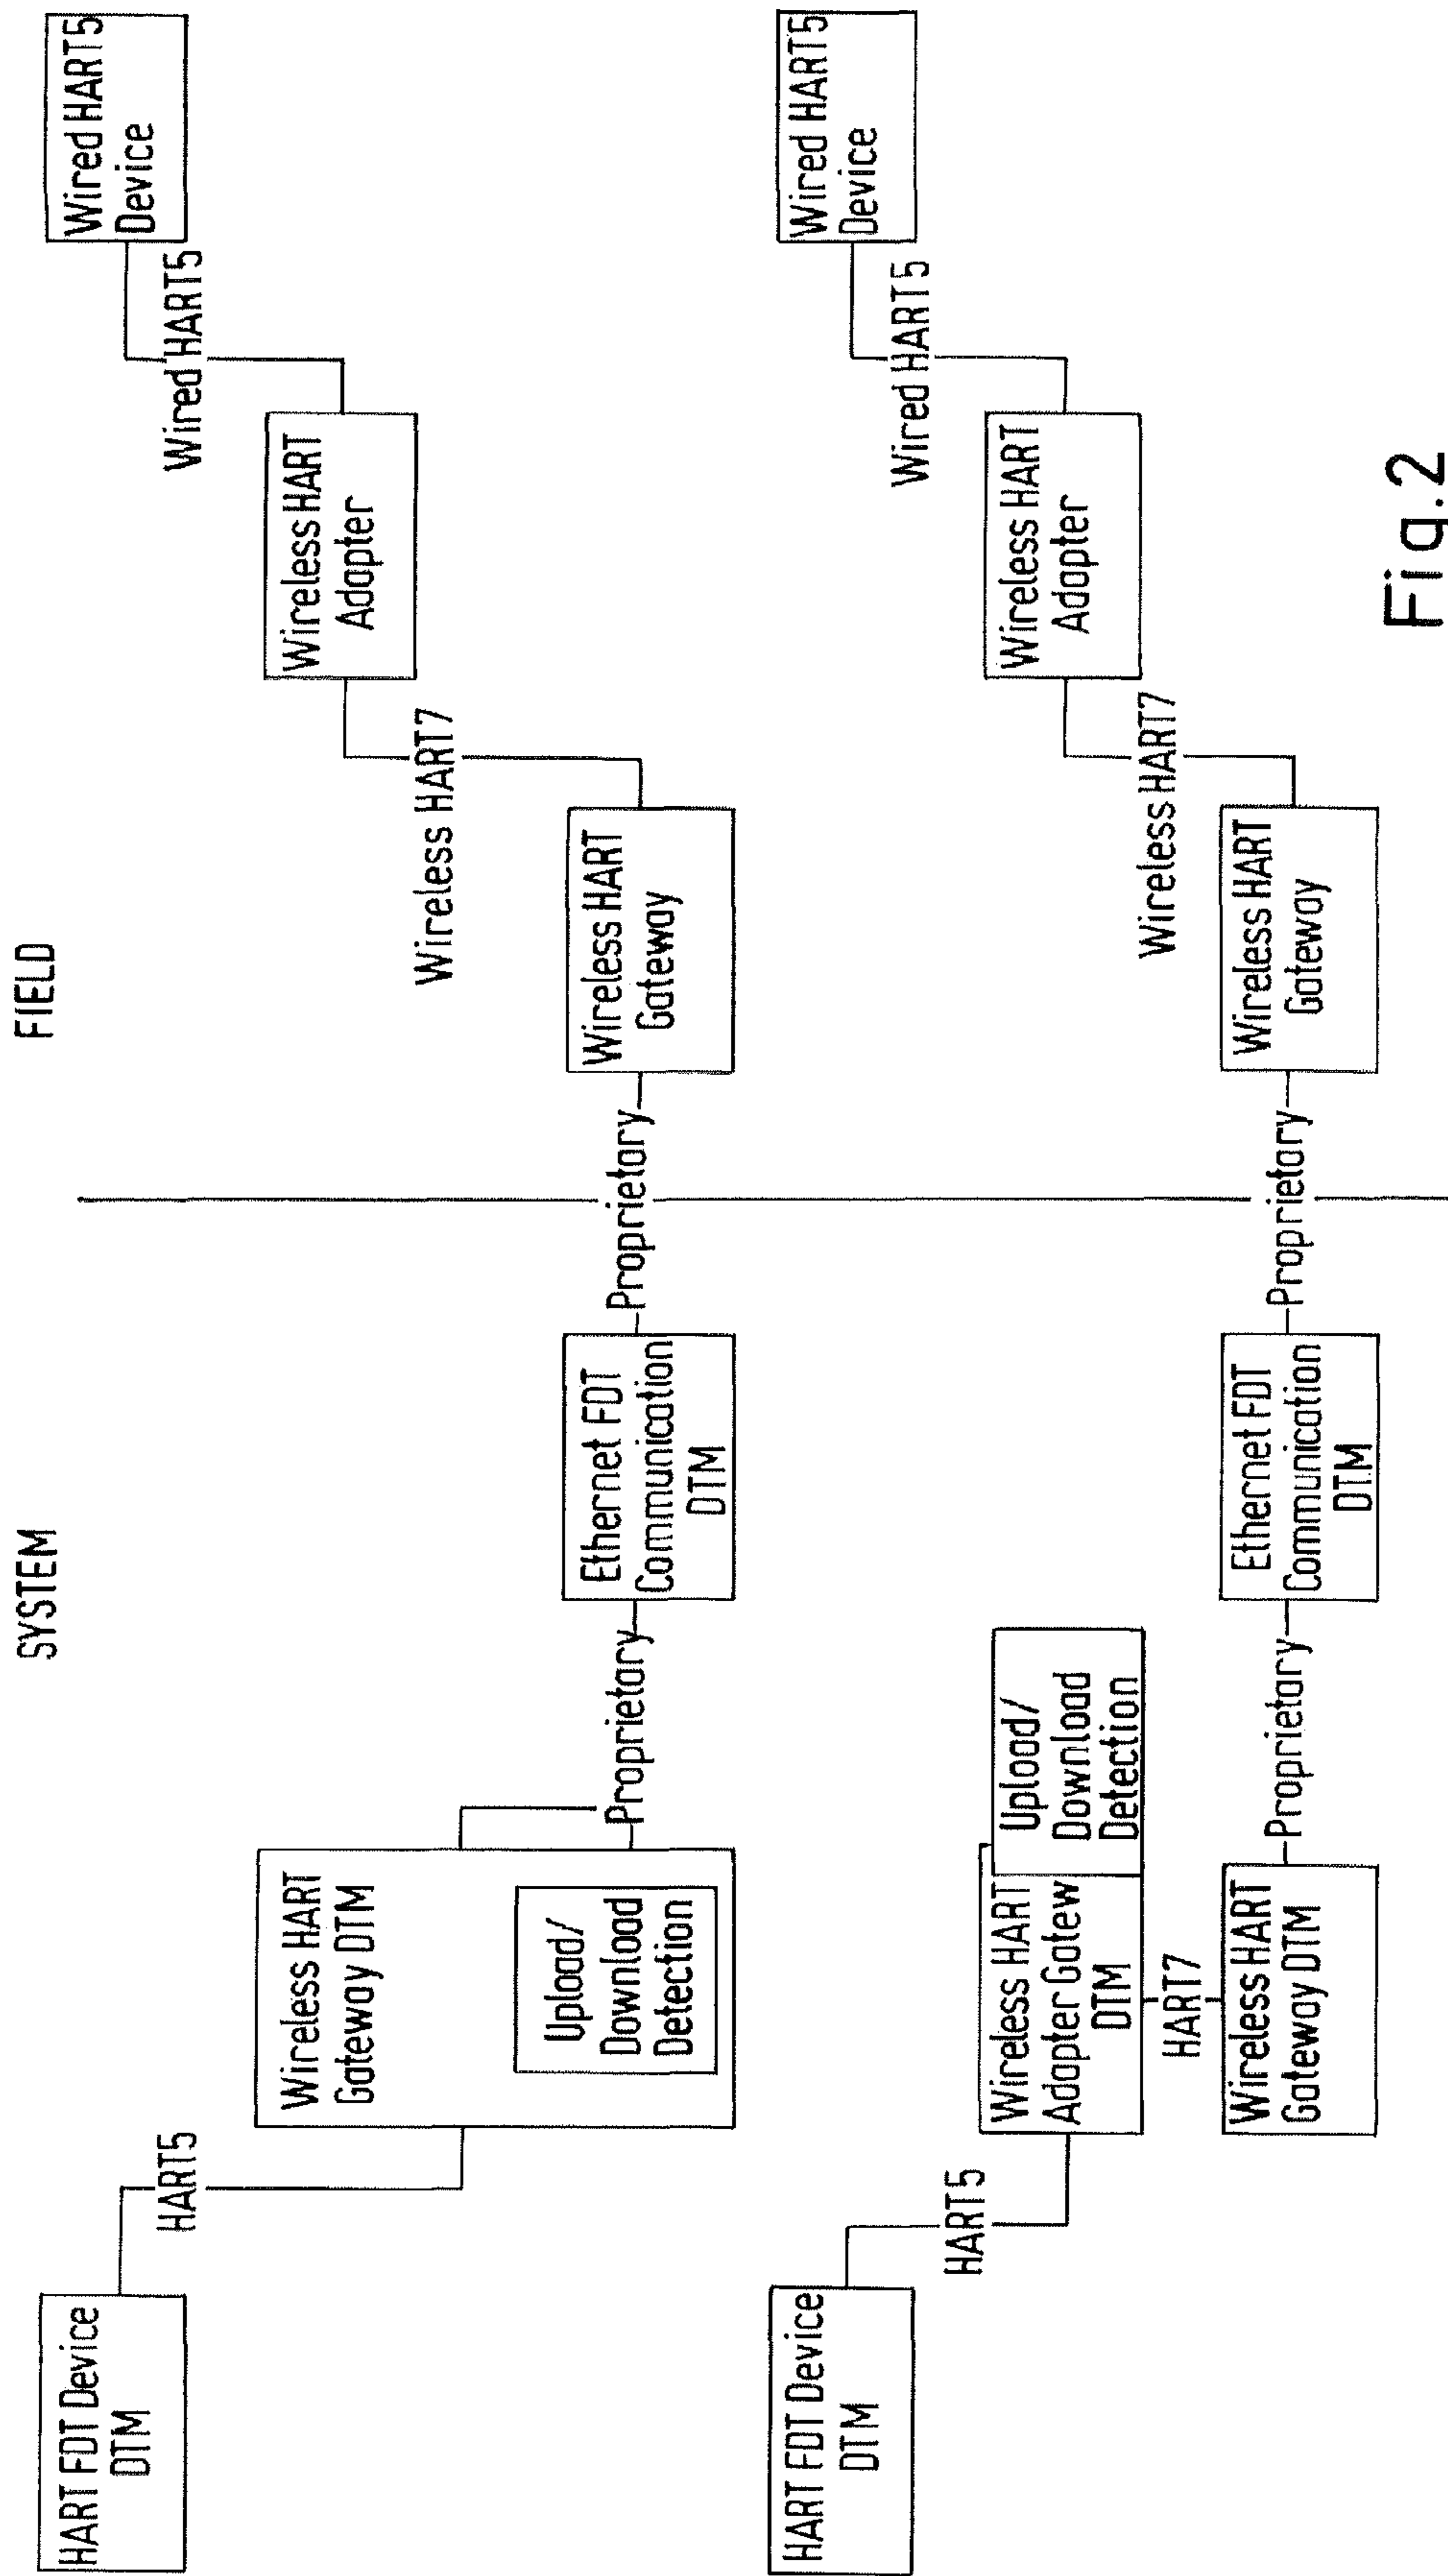 SYSTEM
FIELD
HART FDT Device
DTM
HART5
Wireless HART
Gateway DTM
Upload/
Download
Detection
Proprietary
Ethernet FDT
Communication
DTM
Proprietary
Wireless HART
Gateway
Wireless HART7
Wireless HART
Adapter
Wired HART5
Wired HART5
Device
HART FDT Device
DTM
HART5
Wireless HART
Adapter Gatew
DTM
Upload/
Download
Detection
HART7
Wireless HART
Gateway DTM
Proprietary
Ethernet FDT
Communication
DTM
Proprietary
Wireless HART
Gateway
Wireless HART7
Wireless HART
Adapter
Wired HART5
Wired HART5
Device
Fig.2